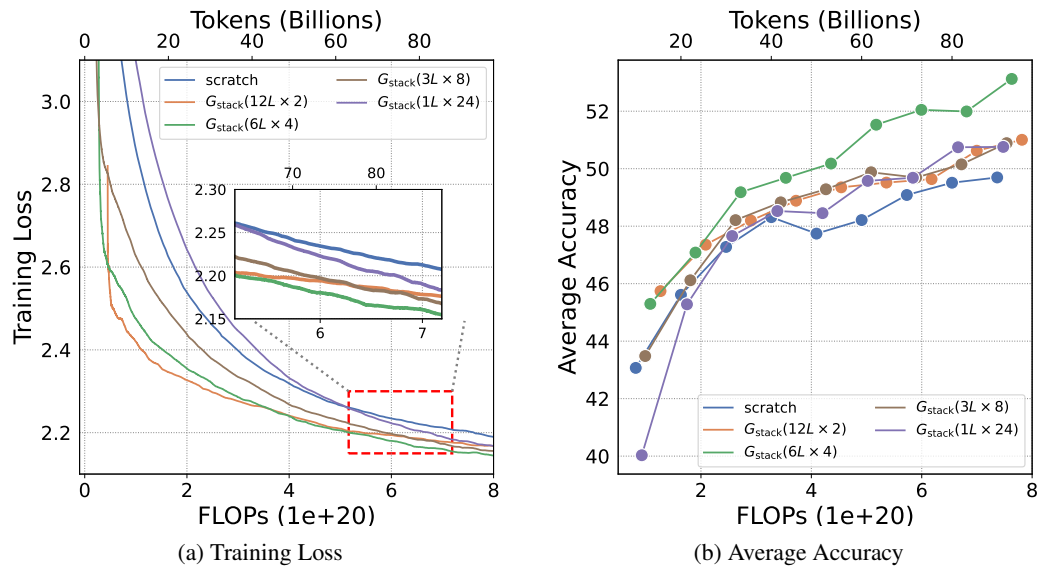 Tokens (Billions)
0 20 40 60 80
3.0
2.8
2.6
2.4
2.2
Training Loss
scratch
G_stack(12L × 2)
G_stack(6L × 4)
G_stack(3L × 8)
G_stack(1L × 24)
70 80
2.30
2.25
2.20
2.15
6 7
0 2 4 6 8
FLOPs (1e+20)
(a) Training Loss
Tokens (Billions)
20 40 60 80
52
50
48
46
44
42
40
Average Accuracy
scratch
G_stack(12L × 2)
G_stack(6L × 4)
G_stack(3L × 8)
G_stack(1L × 24)
2 4 6 8
FLOPs (1e+20)
(b) Average Accuracy